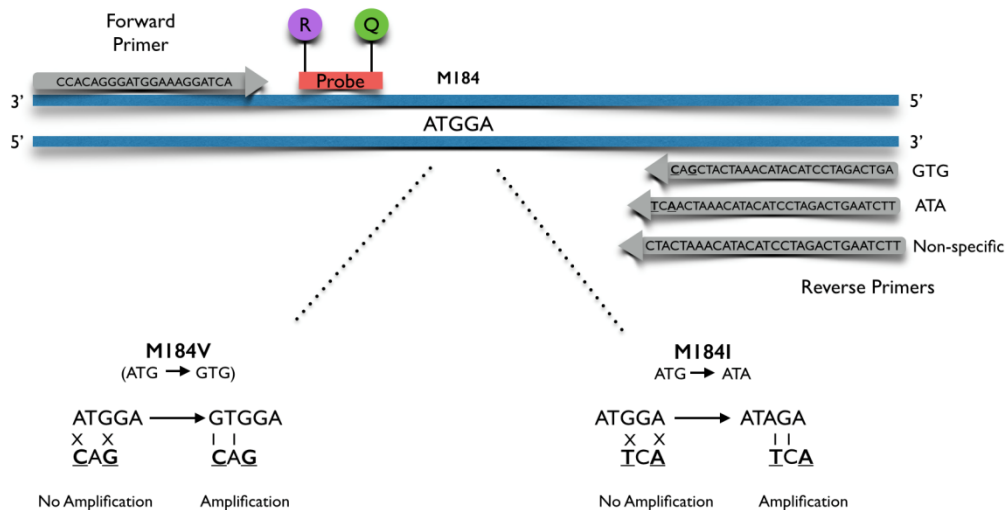 Forward
Primer
R
Q
CCACAGGGATGGAAAGGATCA
Probe
M184
3’
5’
ATGGA
5’
3’
CAGCTACTAAACATACATCCTAGACTGA
GTG
TCAACTAAACATACATCCTAGACTGAATCTT
ATA
CTACTAAACATACATCCTAGACTGAATCTT
Non-specific
Reverse Primers
M184V
(ATG → GTG)
ATGGA → GTGGA
X X
CAG CAG
No Amplification Amplification
M184I
ATG → ATA
ATGGA → ATAGA
X X
TCA TCA
No Amplification Amplification